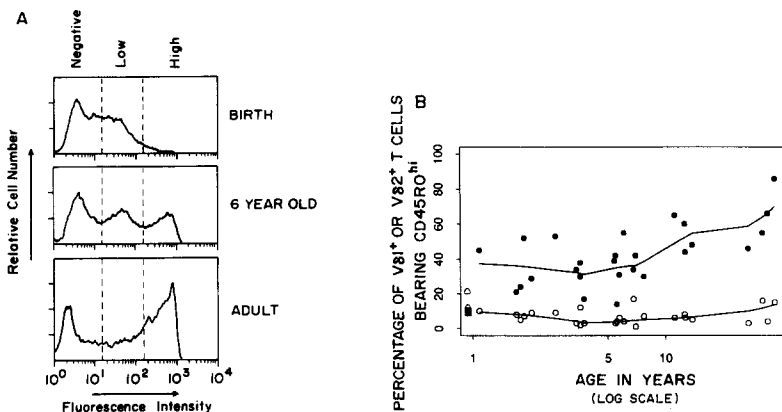 A
Negative
Low
High
BIRTH
6 YEAR OLD
ADULT
Relative Cell Number
10⁰ 10¹ 10² 10³ 10⁴
Fluorescence Intensity
B
PERCENTAGE OF Vδ1⁺ OR Vδ2⁺ T CELLS
BEARING CD45RO^hi
100
80
60
40
20
0
1 5 10
AGE IN YEARS
(LOG SCALE)